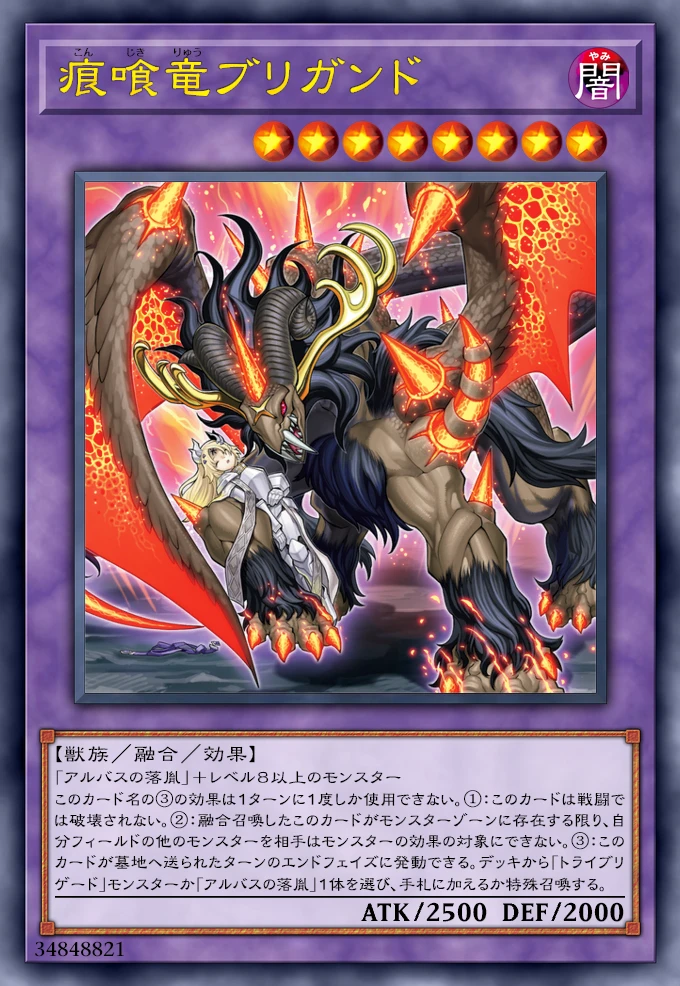 こん じき りゅう
痕喰竜ブリガンド
やみ
闇
【獣族／融合／効果】
「アルバスの落胤」＋レベル８以上のモンスター
このカード名の③の効果は１ターンに１度しか使用できない。①：このカードは戦闘で
は破壊されない。②：融合召喚したこのカードがモンスターゾーンに存在する限り、自
分フィールドの他のモンスターを相手はモンスターの効果の対象にできない。③：この
カードが墓地へ送られたターンのエンドフェイズに発動できる。デッキから「トライブリ
ゲード」モンスターか「アルバスの落胤」１体を選び、手札に加えるか特殊召喚する。
ATK/2500 DEF/2000
34848821